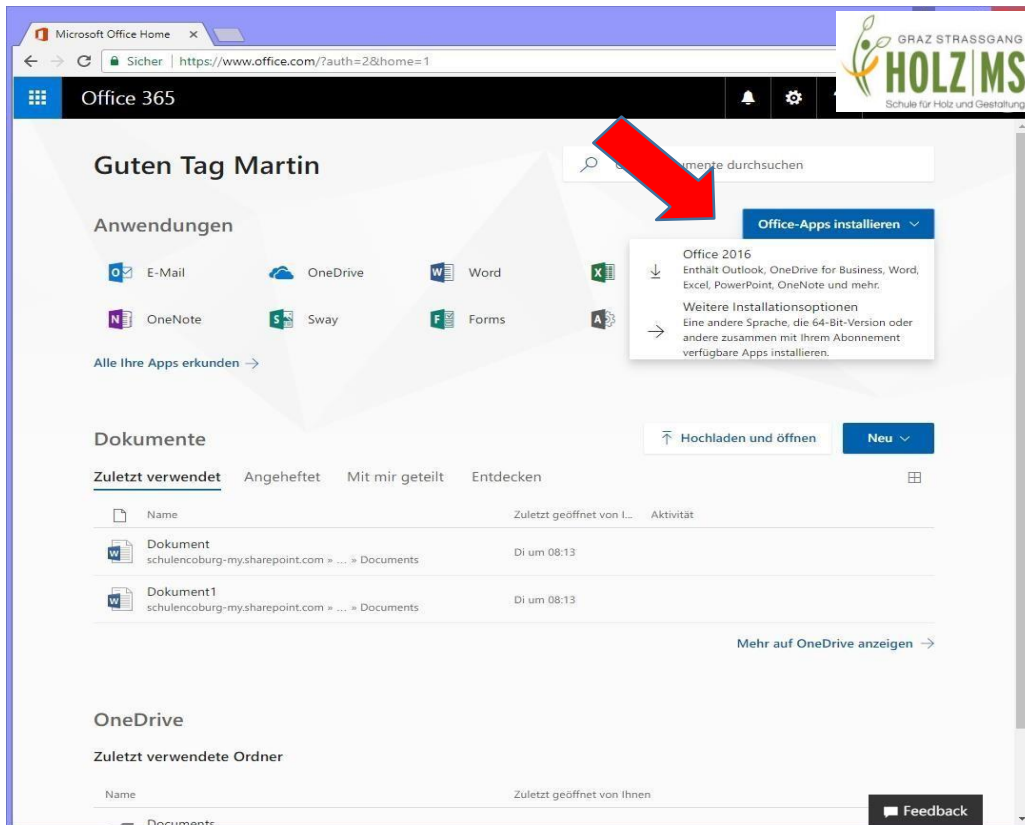 Microsoft Office Home
GRAZ STRASSGANG
HOLZ|MS
Schule für Holz und Gestaltung
Sicher | https://www.office.com/?auth=2&home=1
Office 365
Guten Tag Martin
durchsuchen
Anwendungen
Office-Apps installieren
E-Mail
OneDrive
Word
Office 2016
Enthält Outlook, OneDrive for Business, Word,
Excel, PowerPoint, OneNote und mehr.
OneNote
Sway
Forms
Weitere Installationsoptionen
Eine andere Sprache, die 64-Bit-Version oder
andere zusammen mit Ihrem Abonnement
verfügbare Apps installieren.
Alle Ihre Apps erkunden →
Dokumente
Hochladen und öffnen
Neu
Zuletzt verwendet
Angeheftet
Mit mir geteilt
Entdecken
Name
Zuletzt geöffnet von I...
Aktivität
Dokument
schulencoburg-my.sharepoint.com » ... » Documents
Di um 08:13
Dokument1
schulencoburg-my.sharepoint.com » ... » Documents
Di um 08:13
Mehr auf OneDrive anzeigen →
OneDrive
Zuletzt verwendete Ordner
Name
Zuletzt geöffnet von Ihnen
Feedback
Documents